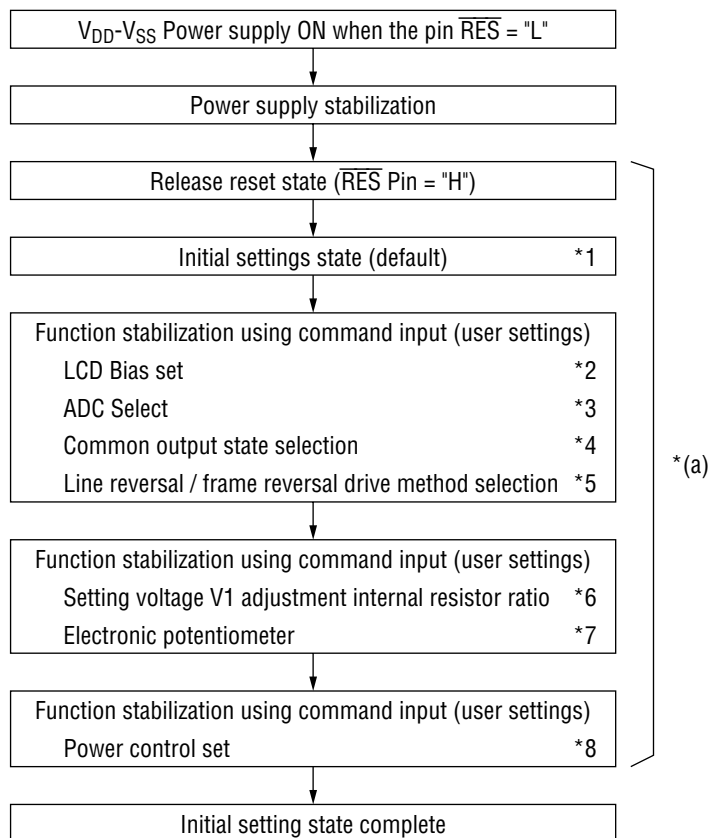 V_DD-V_SS Power supply ON when the pin R̅E̅S̅ = "L"
Power supply stabilization
Release reset state (R̅E̅S̅ Pin = "H")
Initial settings state (default) *1
Function stabilization using command input (user settings)
LCD Bias set *2
ADC Select *3
Common output state selection *4
Line reversal / frame reversal drive method selection *5
*(a)
Function stabilization using command input (user settings)
Setting voltage V1 adjustment internal resistor ratio *6
Electronic potentiometer *7
Function stabilization using command input (user settings)
Power control set *8
Initial setting state complete